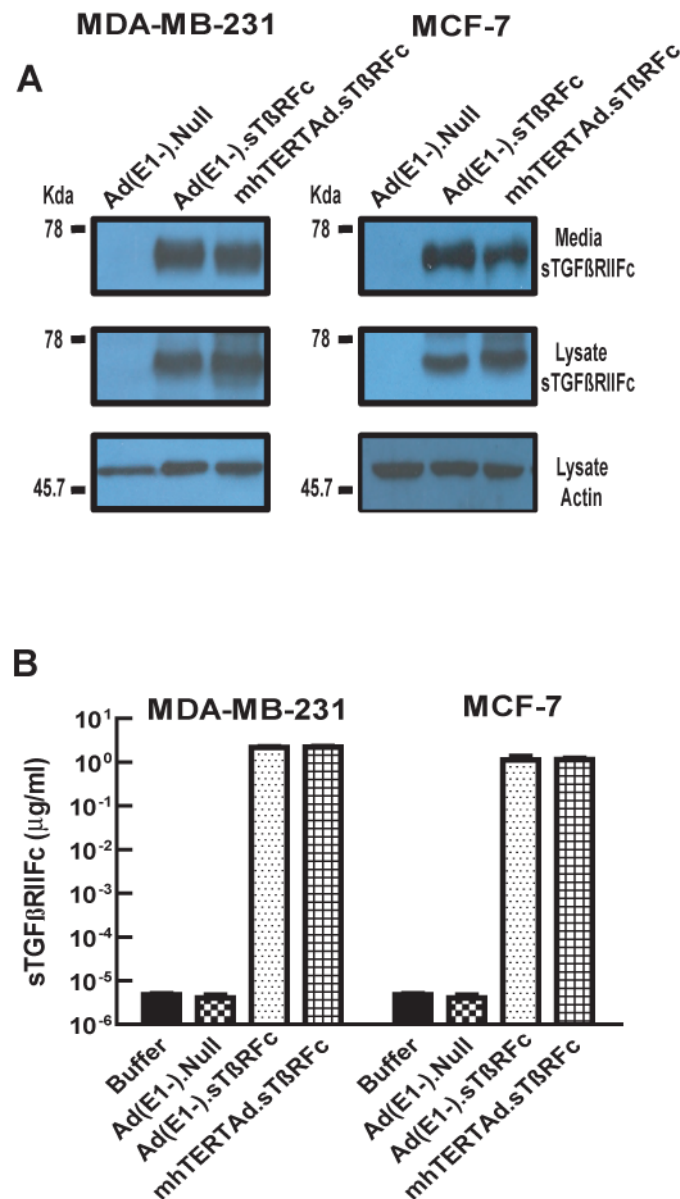 MDA-MB-231 MCF-7
A
Ad(E1-).Null Ad(E1-).sTßRFc mhTERTAd.sTßRFc Ad(E1-).Null Ad(E1-).sTßRFc mhTERTAd.sTßRFc
Kda Kda
78 78 Media
sTGFßRIIFc
78 78 Lysate
sTGFßRIIFc
45.7 45.7 Lysate
Actin
B
MDA-MB-231 MCF-7
sTGFßRIIFc (µg/ml)
10¹
10⁰
10⁻¹
10⁻²
10⁻³
10⁻⁴
10⁻⁵
10⁻⁶
Buffer Ad(E1-).Null Ad(E1-).sTßRFc mhTERTAd.sTßRFc Buffer Ad(E1-).Null Ad(E1-).sTßRFc mhTERTAd.sTßRFc